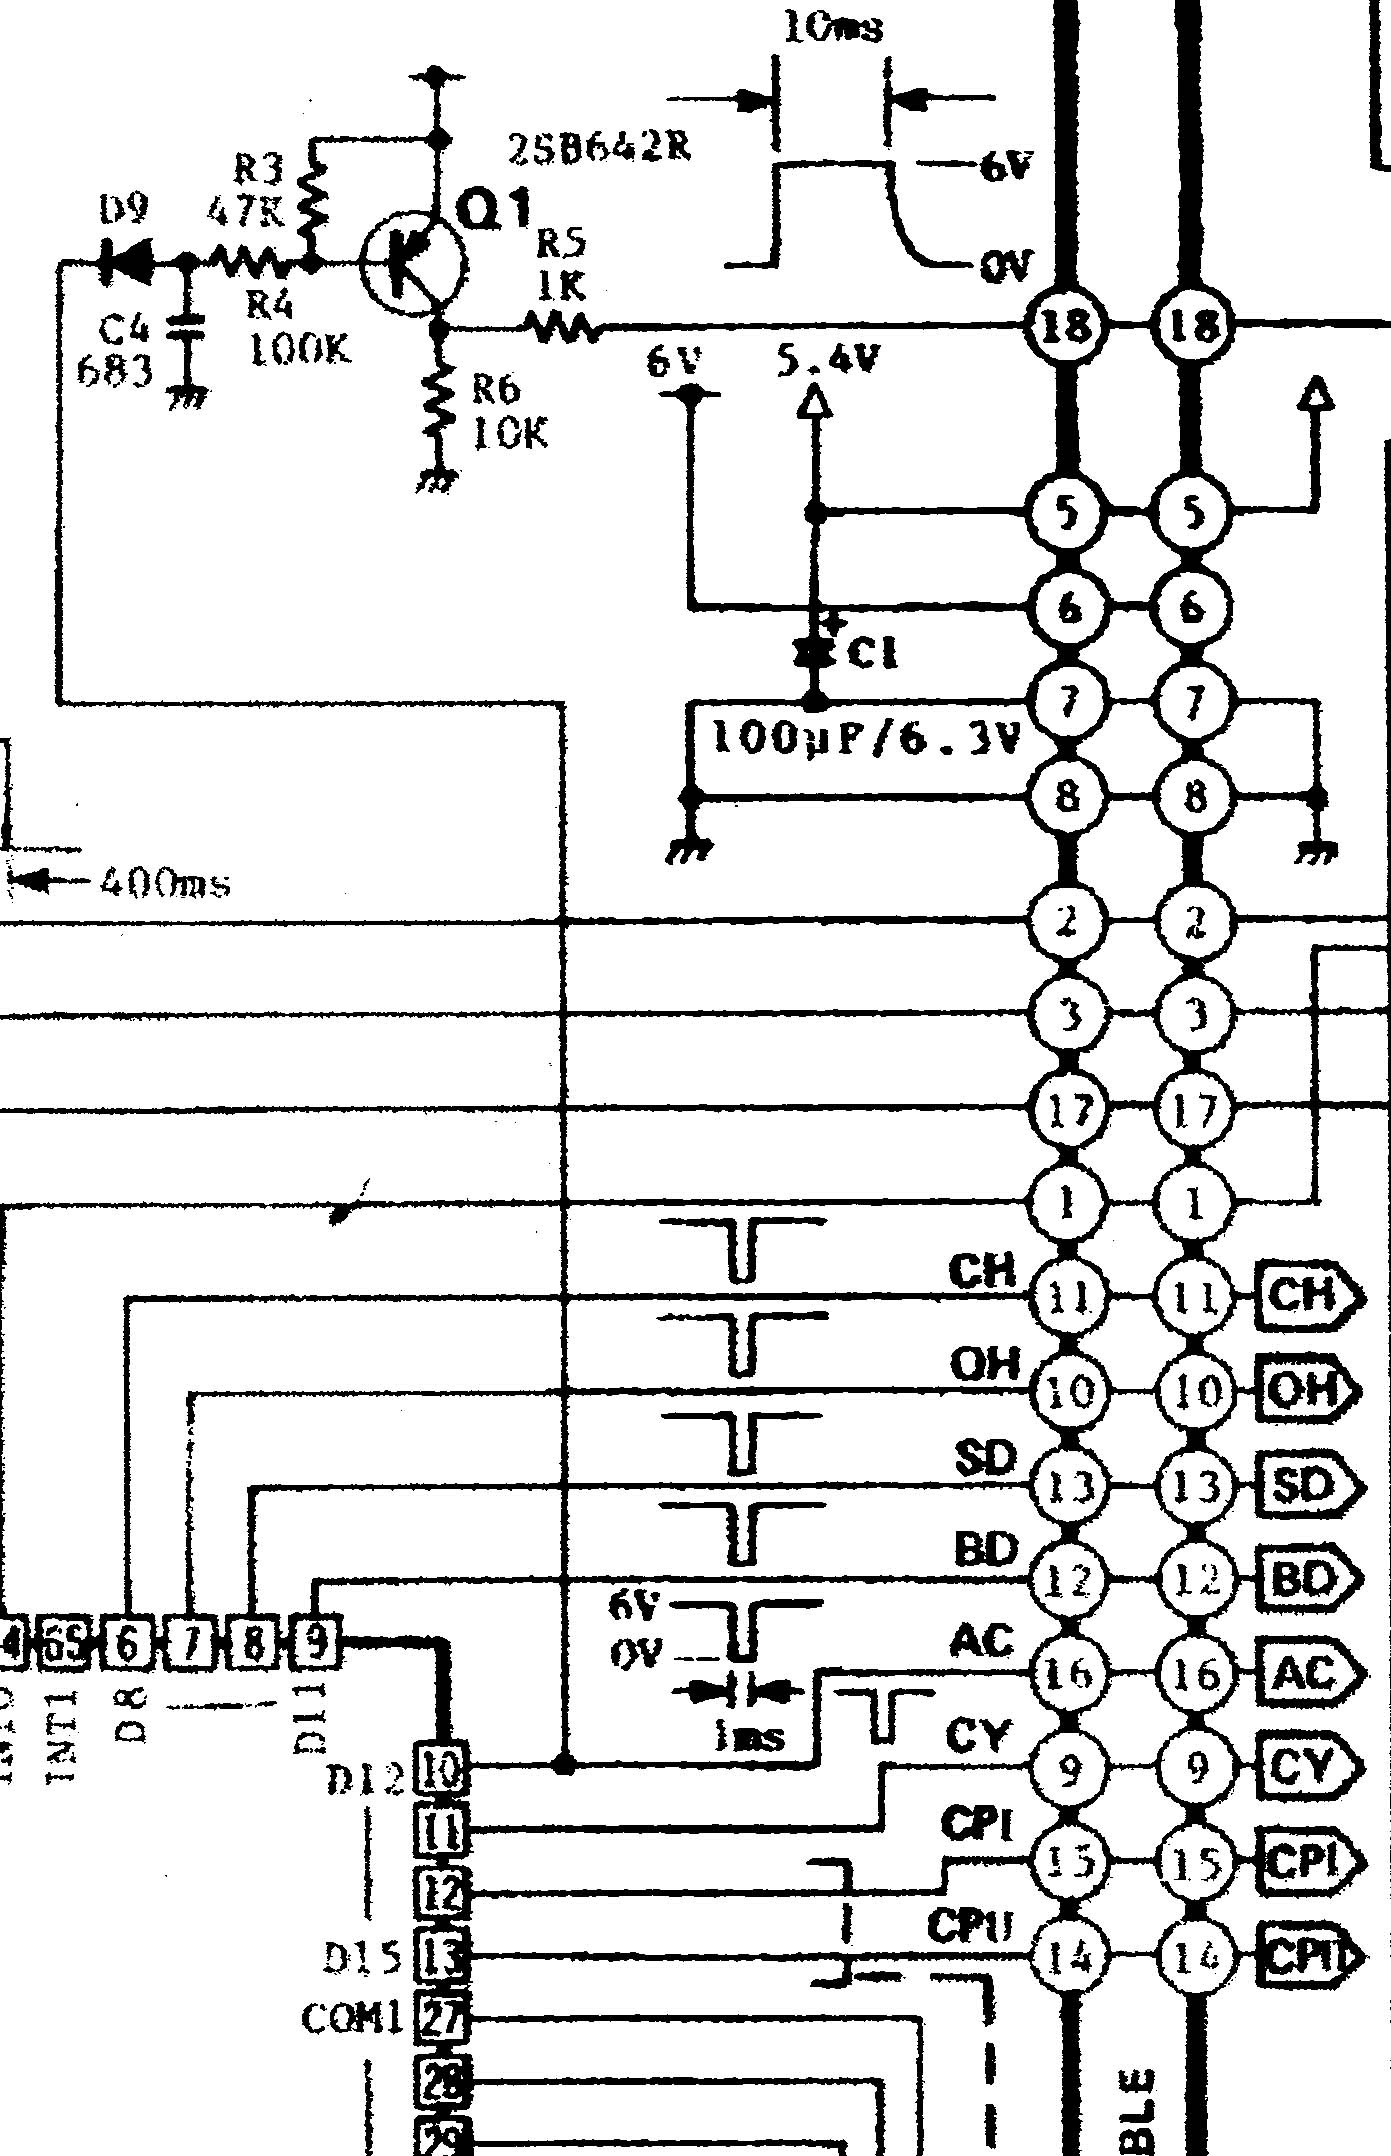 10ms
2SB642R
6V
R3
47K
D9
Q1
R5
1K
0V
R4
100K
C4
683
18 18
6V 5.4V
R6
10K
5 5
6 6
C1
7 7
100µF/6.3V
8 8
400ms
2 2
3 3
17 17
1 1
CH 11 11 CH
OH 10 10 OH
SD 13 13 SD
BD 12 12 BD
6V
0V
4 65 6 7 8 9
AC 16 16 AC
INT1
D8
D11
1ms
CY 9 9 CY
D12 10
11
CPI 15 15 CPI
12
CPU 14 14
D15 13
COM1 27
28
29
BLE